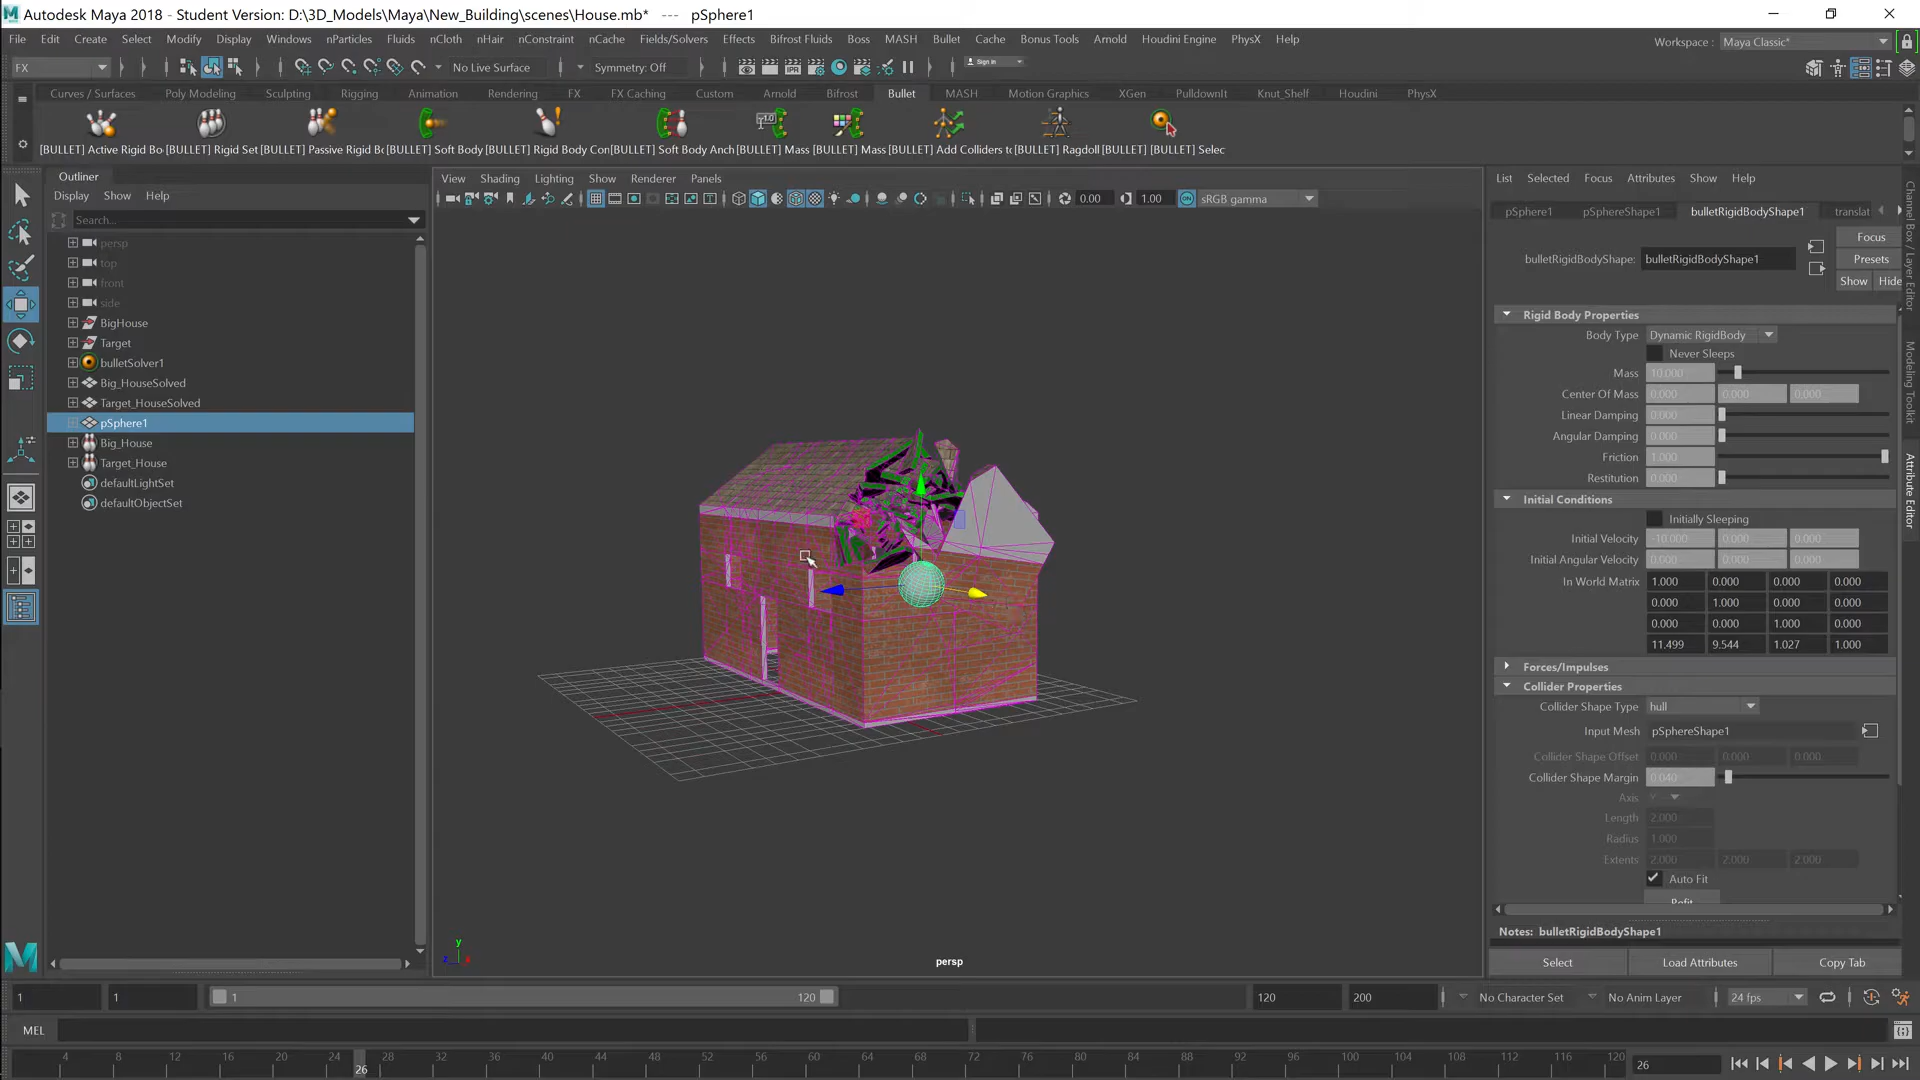 Autodesk Maya 2018 - Student Version: D:\3D_Models\Maya\New_Building\scenes\House.mb* --- pSphere1
File Edit Create Select Modify Display Windows nParticles Fluids nCloth nHair nConstraint nCache Fields/Solvers Effects Bifrost Fluids Boss MASH Bullet Cache Bonus Tools Arnold Houdini Engine PhysX Help
Workspace : Maya Classic*
FX No Live Surface Symmetry: Off Sign in
Curves / Surfaces Poly Modeling Sculpting Rigging Animation Rendering FX FX Caching Custom Arnold Bifrost Bullet MASH Motion Graphics XGen PulldownIt Knut_Shelf Houdini PhysX
[BULLET] Active Rigid Bo [BULLET] Rigid Set [BULLET] Passive Rigid Bo [BULLET] Soft Body [BULLET] Rigid Body Con [BULLET] Soft Body Anch [BULLET] Mass [BULLET] Mass [BULLET] Add Colliders to [BULLET] Ragdoll [BULLET] [BULLET] Selec
Outliner
Display Show Help
Search...
persp
top
front
side
BigHouse
Target
bulletSolver1
Big_HouseSolved
Target_HouseSolved
pSphere1
Big_House
Target_House
defaultLightSet
defaultObjectSet
View Shading Lighting Show Renderer Panels
0.00 1.00 ON sRGB gamma
y
z x
persp
List Selected Focus Attributes Show Help
pSphere1 pSphereShape1 bulletRigidBodyShape1 translat
Focus
bulletRigidBodyShape: bulletRigidBodyShape1
Presets
Show Hide
Rigid Body Properties
Body Type Dynamic RigidBody
Never Sleeps
Mass 10.000
Center Of Mass 0.000 0.000 0.000
Linear Damping 0.000
Angular Damping 0.000
Friction 1.000
Restitution 0.000
Initial Conditions
Initially Sleeping
Initial Velocity -10.000 0.000 0.000
Initial Angular Velocity 0.000 0.000 0.000
In World Matrix 1.000 0.000 0.000 0.000
0.000 1.000 0.000 0.000
0.000 0.000 1.000 0.000
11.499 9.544 1.027 1.000
Forces/Impulses
Collider Properties
Collider Shape Type hull
Input Mesh pSphereShape1
Collider Shape Offset 0.000 0.000 0.000
Collider Shape Margin 0.040
Axis Y
Length 2.000
Radius 1.000
Extents 2.000 2.000 2.000
Auto Fit
Refit
Notes: bulletRigidBodyShape1
Select Load Attributes Copy Tab
Channel Box / Layer Editor
Modeling Toolkit
Attribute Editor
1 1 1 120 120 200 No Character Set No Anim Layer 24 fps
MEL
4 8 12 16 20 24 28 32 36 40 44 48 52 56 60 64 68 72 76 80 84 88 92 96 100 104 108 112 116 120
26 26